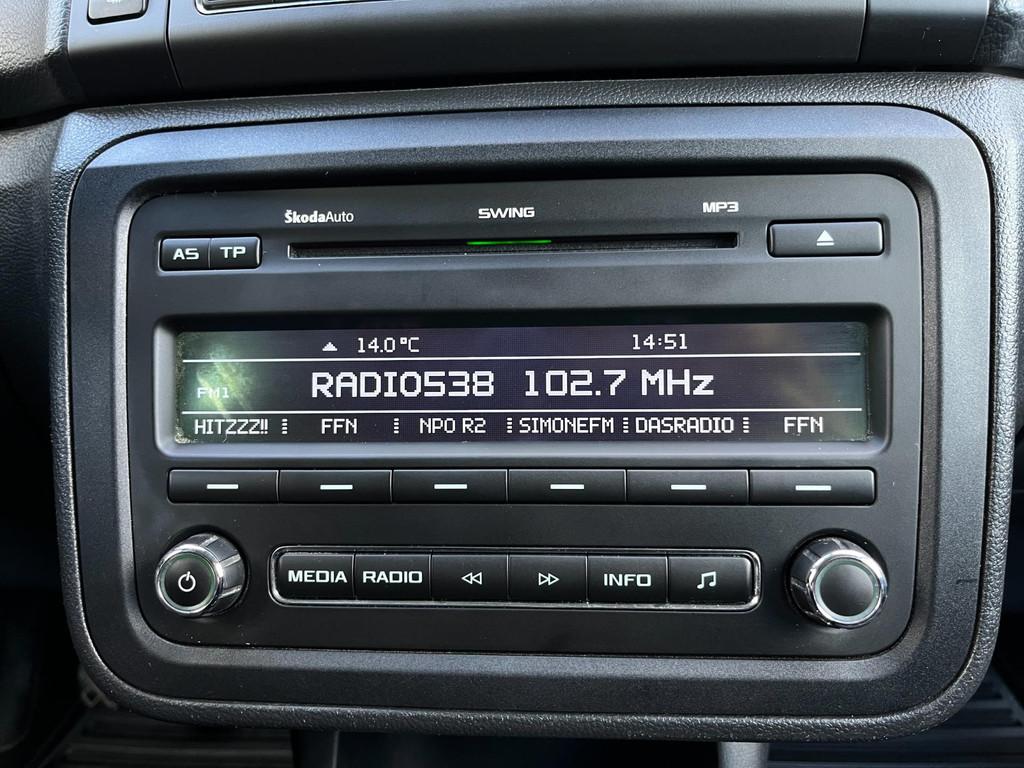 ŠkodaAuto SWING MP3
AS TP
14.0°C 14:51
FM1 RADIO538 102.7 MHz
HITZZZ!! FFN NPO R2 SIMONEFM DASRADIO FFN
MEDIA RADIO INFO